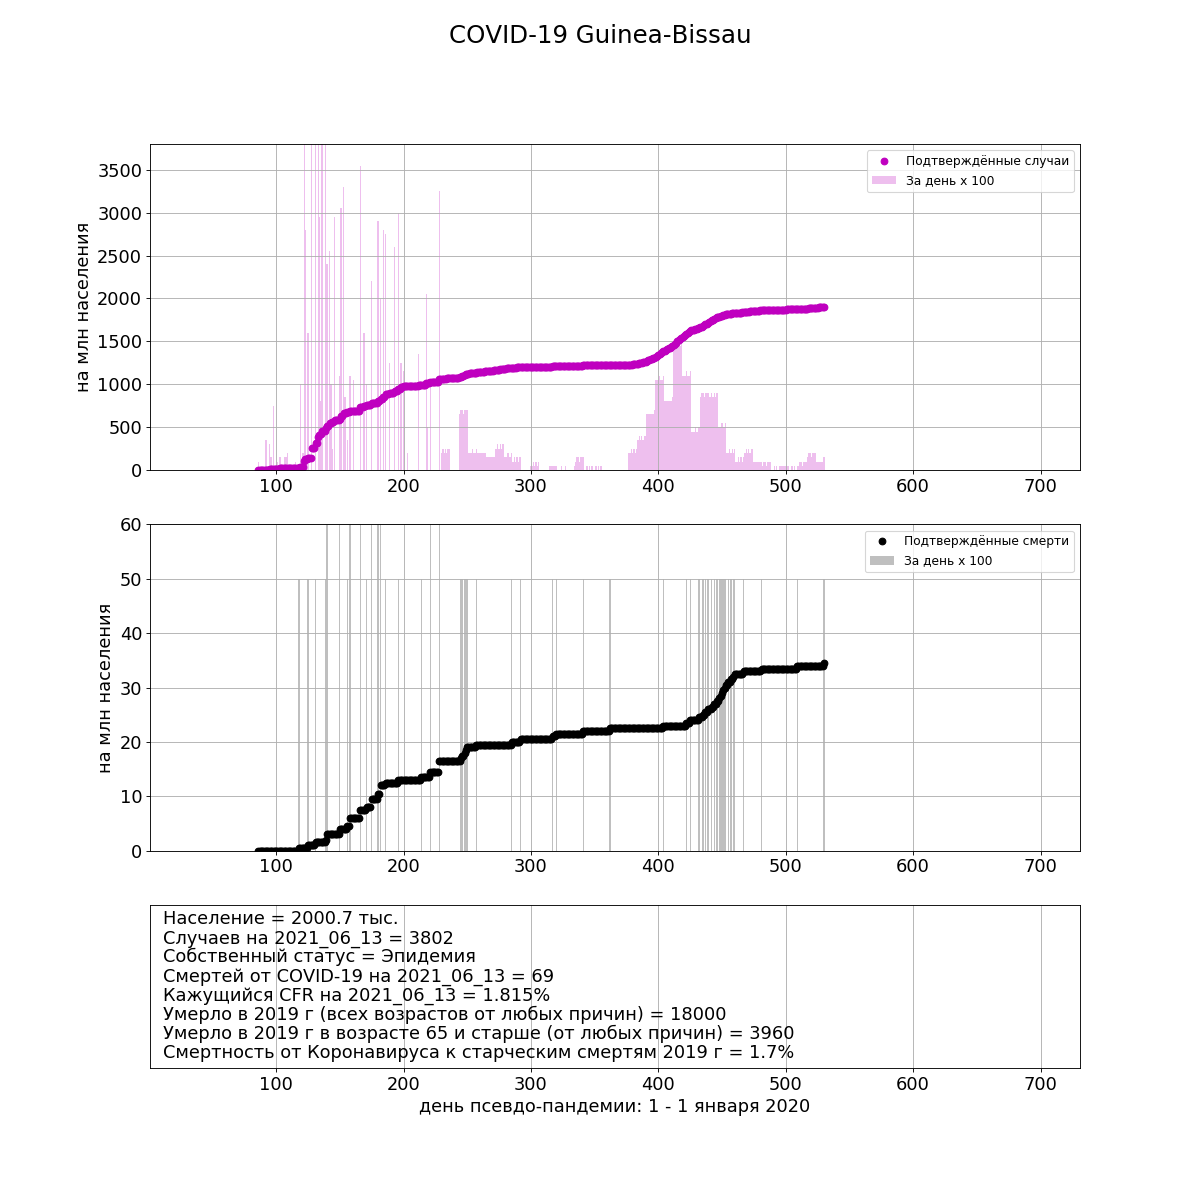 COVID-19 Guinea-Bissau
3500
3000
2500
2000
1500
1000
500
0
на млн населения
Подтверждённые случаи
За день x 100
100 200 300 400 500 600 700
60
50
40
30
20
10
0
на млн населения
Подтверждённые смерти
За день x 100
100 200 300 400 500 600 700
Население = 2000.7 тыс.
Случаев на 2021_06_13 = 3802
Собственный статус = Эпидемия
Смертей от COVID-19 на 2021_06_13 = 69
Кажущийся CFR на 2021_06_13 = 1.815%
Умерло в 2019 г (всех возрастов от любых причин) = 18000
Умерло в 2019 г в возрасте 65 и старше (от любых причин) = 3960
Смертность от Коронавируса к старческим смертям 2019 г = 1.7%
100 200 300 400 500 600 700
день псевдо-пандемии: 1 - 1 января 2020